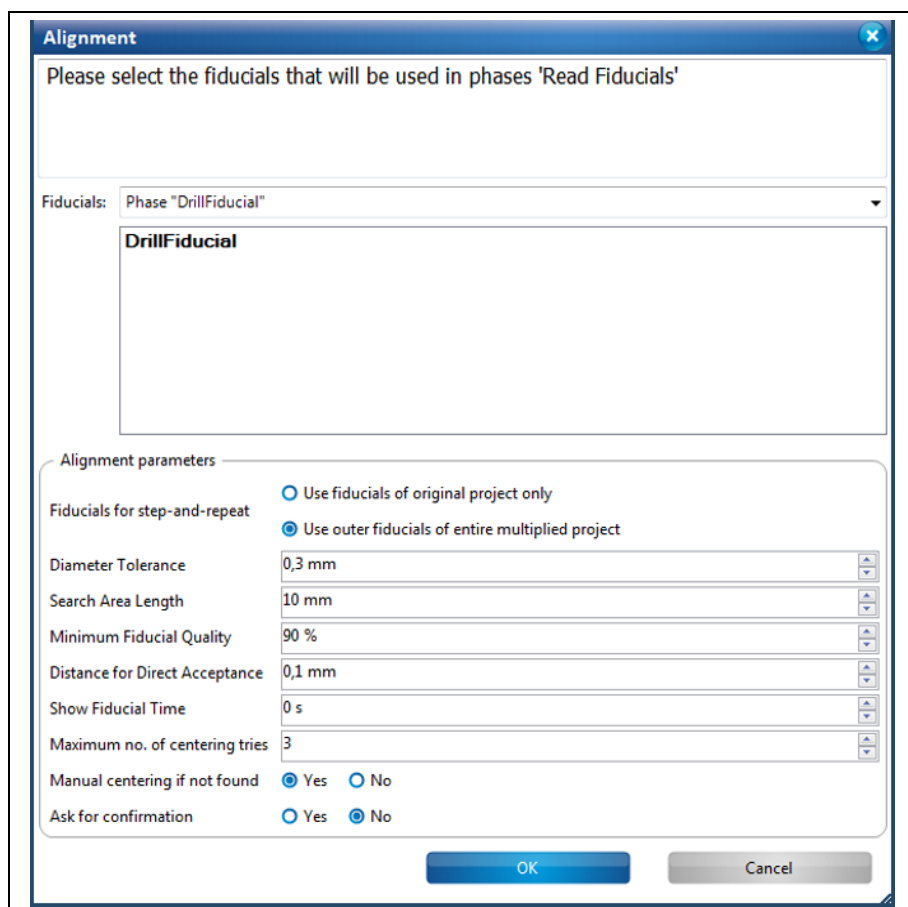 Alignment
Please select the fiducials that will be used in phases 'Read Fiducials'
Fiducials: Phase "DrillFiducial"
DrillFiducial
Alignment parameters
Fiducials for step-and-repeat
Use fiducials of original project only
Use outer fiducials of entire multiplied project
Diameter Tolerance 0,3 mm
Search Area Length 10 mm
Minimum Fiducial Quality 90 %
Distance for Direct Acceptance 0,1 mm
Show Fiducial Time 0 s
Maximum no. of centering tries 3
Manual centering if not found Yes No
Ask for confirmation Yes No
OK Cancel